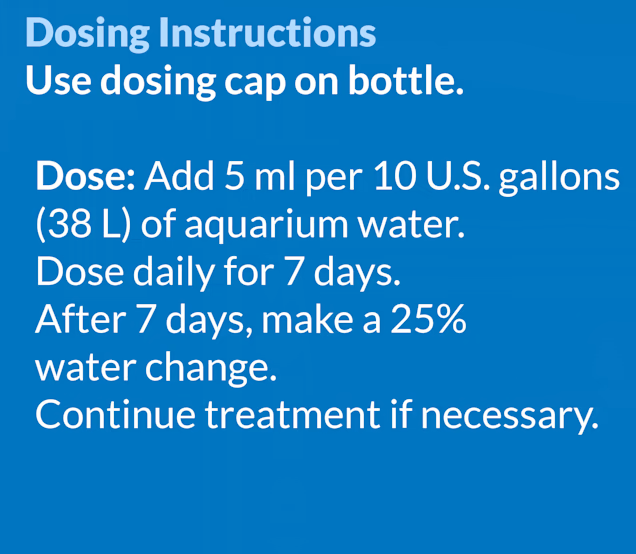 Dosing Instructions
Use dosing cap on bottle.
Dose: Add 5 ml per 10 U.S. gallons
(38 L) of aquarium water.
Dose daily for 7 days.
After 7 days, make a 25%
water change.
Continue treatment if necessary.